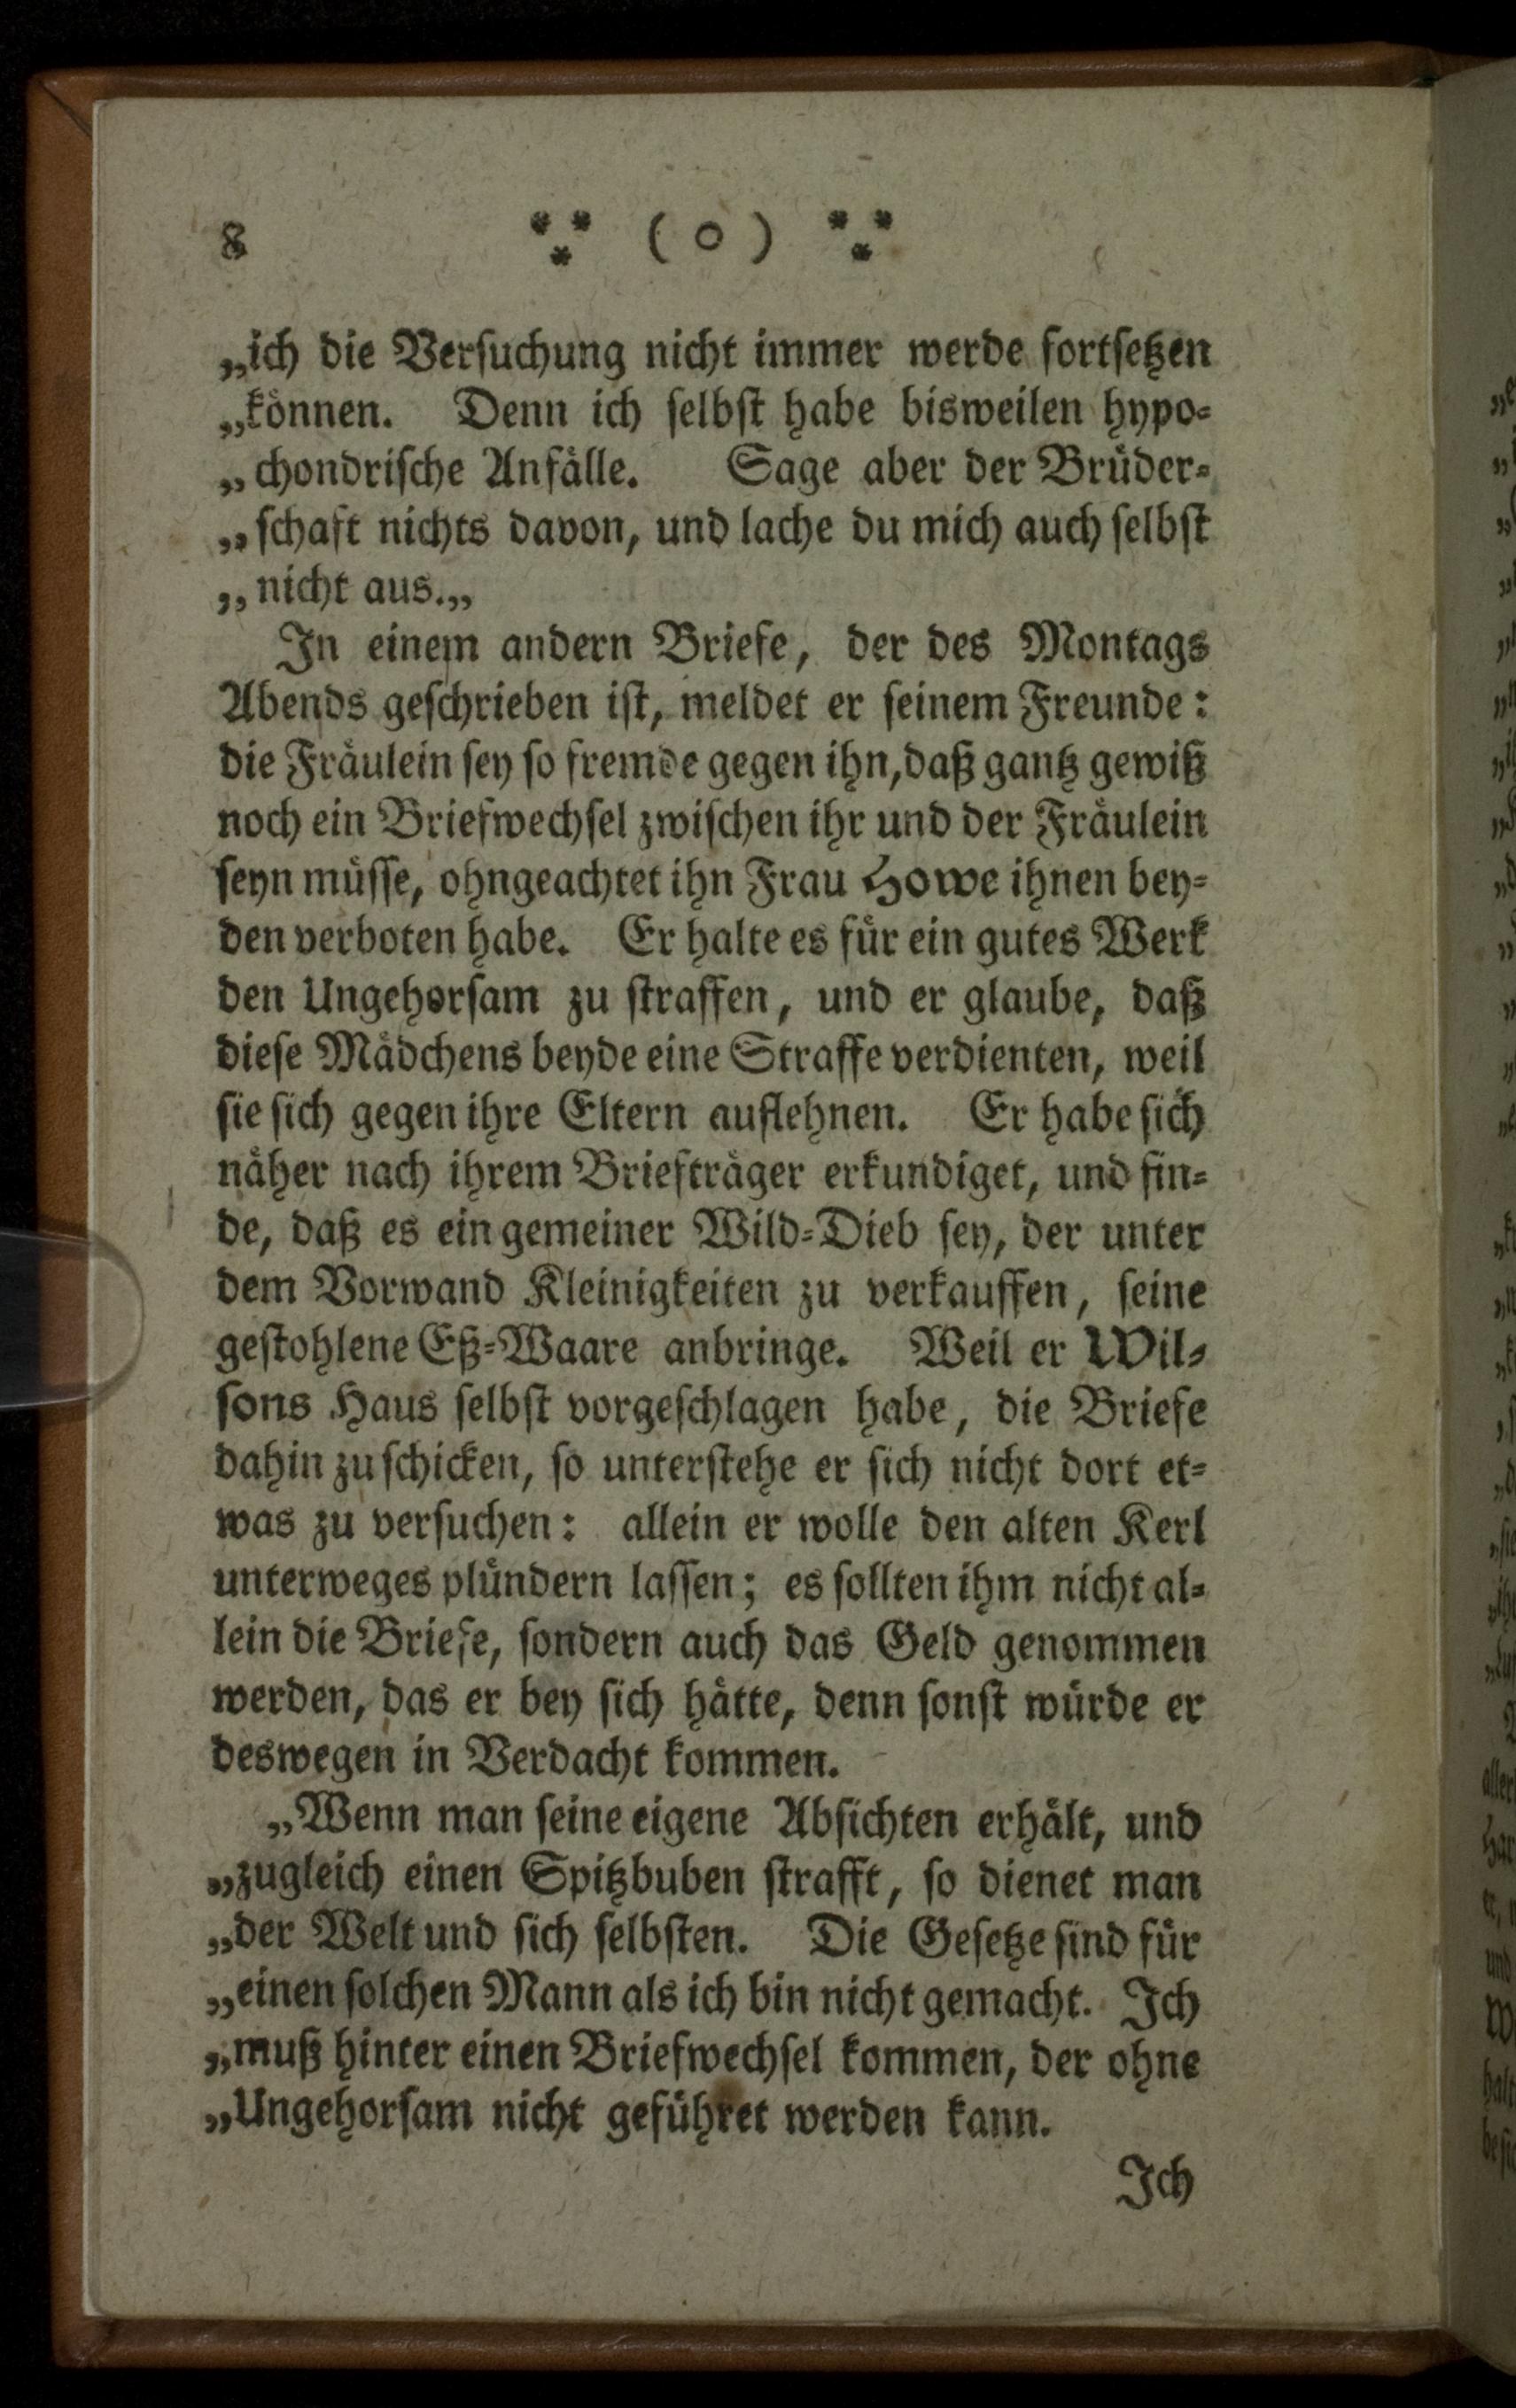 8 ** * ( o ) ** *
„ich die Versuchung nicht immer werde fortsetzen
„können. Denn ich selbst habe bisweilen hypo-
„chondrische Anfälle. Sage aber der Brüder-
„schaft nichts davon, und lache du mich auch selbst
„nicht aus.„
In einem andern Briefe, der des Montags
Abends geschrieben ist, meldet er seinem Freunde:
die Fräulein sey so fremde gegen ihn, daß gantz gewiß
noch ein Briefwechsel zwischen ihr und der Fräulein
seyn müsse, ohngeachtet ihn Frau Howe ihnen bey-
den verboten habe. Er halte es für ein gutes Werk
den Ungehorsam zu straffen, und er glaube, daß
diese Mädchens beyde eine Straffe verdienten, weil
sie sich gegen ihre Eltern auflehnen. Er habe sich
näher nach ihrem Briefträger erkundiget, und fin-
de, daß es ein gemeiner Wild-Dieb sey, der unter
dem Vorwand Kleinigkeiten zu verkauffen, seine
gestohlene Eß-Waare anbringe. Weil er Wil-
sons Haus selbst vorgeschlagen habe, die Briefe
dahin zu schicken, so unterstehe er sich nicht dort et-
was zu versuchen: allein er wolle den alten Kerl
unterweges plündern lassen; es sollten ihm nicht al-
lein die Briefe, sondern auch das Geld genommen
werden, das er bey sich hätte, denn sonst würde er
deswegen in Verdacht kommen.
„Wenn man seine eigene Absichten erhält, und
„zugleich einen Spitzbuben strafft, so dienet man
„der Welt und sich selbsten. Die Gesetze sind für
„einen solchen Mann als ich bin nicht gemacht. Ich
„muß hinter einen Briefwechsel kommen, der ohne
„Ungehorsam nicht geführet werden kann.
Ich